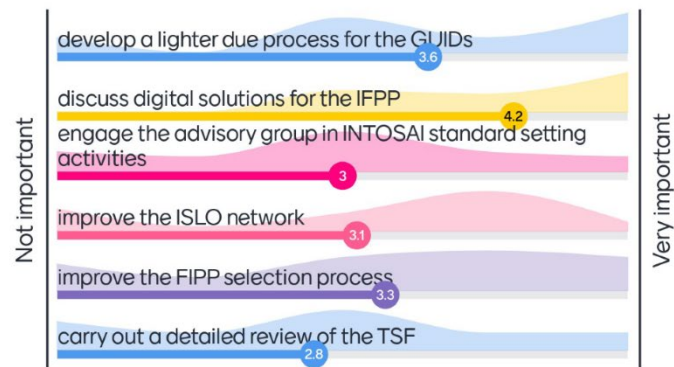 develop a lighter due process for the GUIDs
3.6
discuss digital solutions for the IFPP
4.2
engage the advisory group in INTOSAI standard setting
activities
3
improve the ISLO network
3.1
improve the FIPP selection process
3.3
carry out a detailed review of the TSF
2.8
Not important
Very important